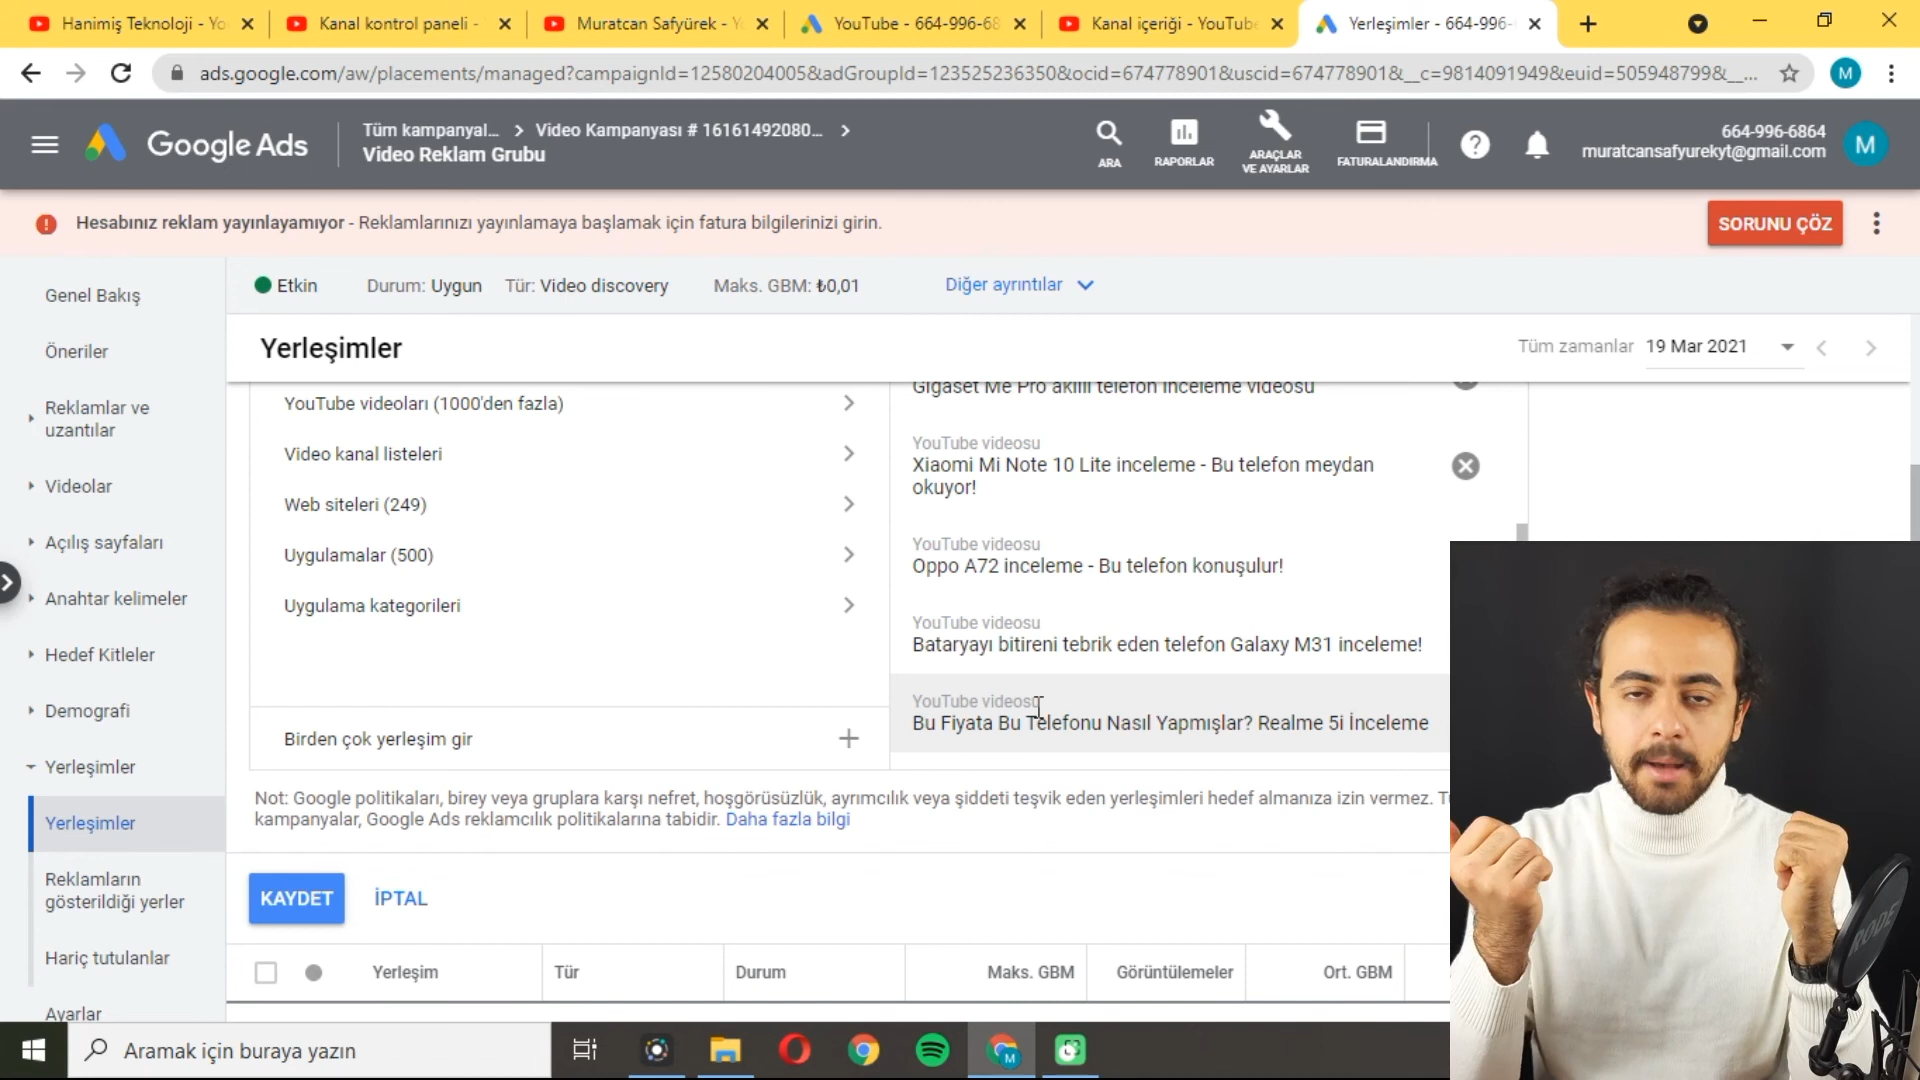 Hanimiş Teknoloji - Yo
Kanal kontrol paneli -
Muratcan Safyürek - Y
YouTube - 664-996-68
Kanal içeriği - YouTube
Yerleşimler - 664-996-
ads.google.com/aw/placements/managed?campaignId=12580204005&adGroupId=123525236350&ocid=674778901&uscid=674778901&__c=9814091949&euid=505948799&__...
M
Google Ads
Tüm kampanyal... > Video Kampanyası # 16161492080... >
Video Reklam Grubu
ARA
RAPORLAR
ARAÇLAR
VE AYARLAR
FATURALANDIRMA
664-996-6864
muratcansafyurekyt@gmail.com
M
Hesabınız reklam yayınlayamıyor - Reklamlarınızı yayınlamaya başlamak için fatura bilgilerinizi girin.
SORUNU ÇÖZ
Genel Bakış
Öneriler
Reklamlar ve
uzantılar
Videolar
Açılış sayfaları
Anahtar kelimeler
Hedef Kitleler
Demografi
Yerleşimler
Yerleşimler
Reklamların
gösterildiği yerler
Hariç tutulanlar
Ayarlar
Etkin Durum: Uygun Tür: Video discovery Maks. GBM: ₺0,01 Diğer ayrıntılar
Yerleşimler
Tüm zamanlar 19 Mar 2021
YouTube videoları (1000'den fazla)
Video kanal listeleri
Web siteleri (249)
Uygulamalar (500)
Uygulama kategorileri
Birden çok yerleşim gir
Gigaset Me Pro akıllı telefon inceleme videosu
YouTube videosu
Xiaomi Mi Note 10 Lite inceleme - Bu telefon meydan
okuyor!
YouTube videosu
Oppo A72 inceleme - Bu telefon konuşulur!
YouTube videosu
Bataryayı bitireni tebrik eden telefon Galaxy M31 inceleme!
YouTube videosu
Bu Fiyata Bu Telefonu Nasıl Yapmışlar? Realme 5i İnceleme
Not: Google politikaları, birey veya gruplara karşı nefret, hoşgörüsüzlük, ayrımcılık veya şiddeti teşvik eden yerleşimleri hedef almanıza izin vermez. T
kampanyalar, Google Ads reklamcılık politikalarına tabidir. Daha fazla bilgi
KAYDET
İPTAL
Yerleşim Tür Durum Maks. GBM Görüntülemeler Ort. GBM
Aramak için buraya yazın
M
RODE